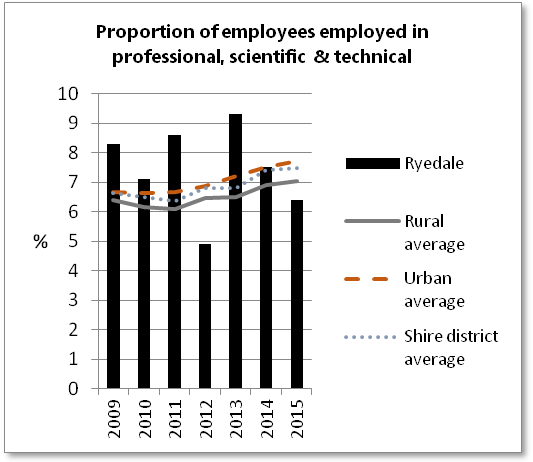 Proportion of employees employed in
professional, scientific & technical
10
9
8
7
6
5
4
3
2
1
0
%
2009
2010
2011
2012
2013
2014
2015
Ryedale
Rural
average
Urban
average
Shire district
average